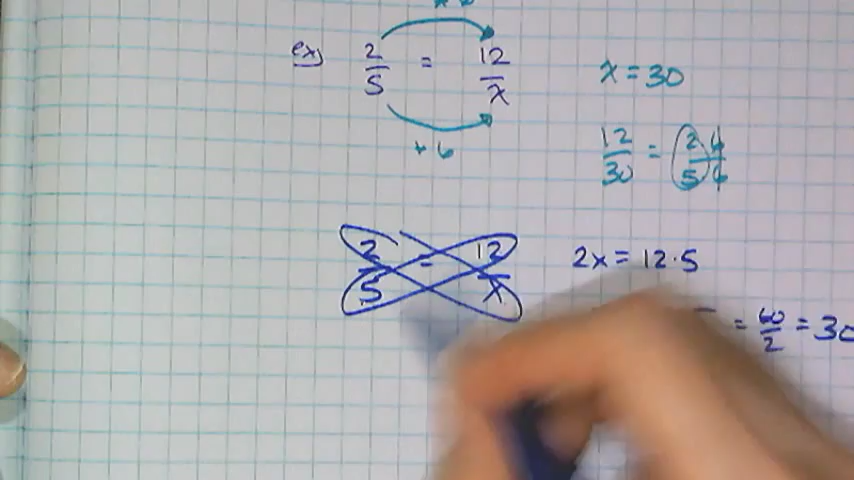 ex) 2/5 = 12/x
x = 30
12/30 = 2·6/5·6
2/5 = 12/x
2x = 12·5
= 60/2 = 30